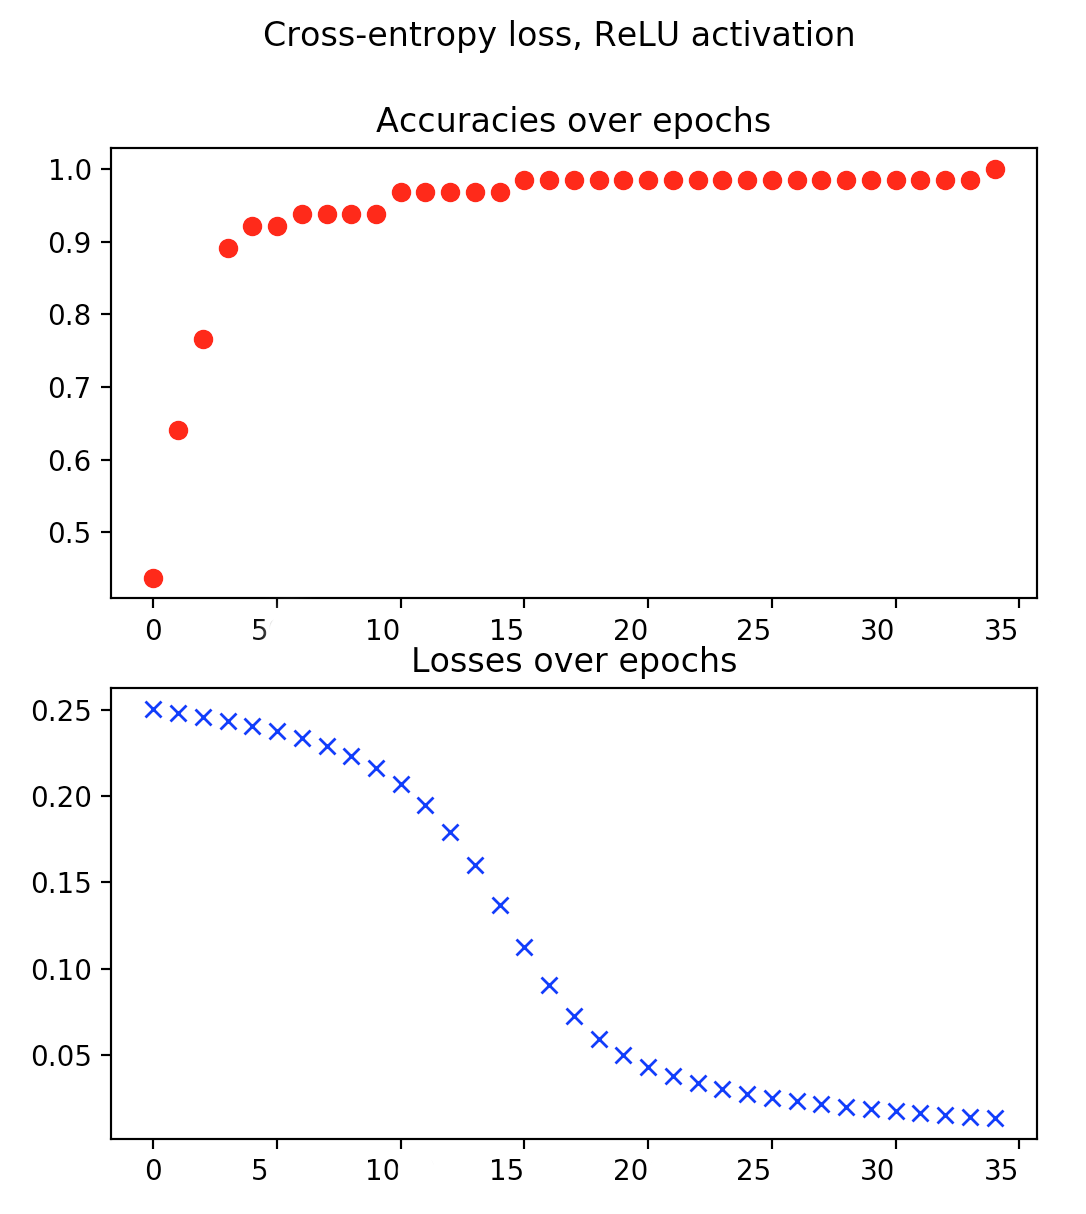 Cross-entropy loss, ReLU activation
Accuracies over epochs
1.0
0.9
0.8
0.7
0.6
0.5
0 5 10 15 20 25 30 35
Losses over epochs
0.25
0.20
0.15
0.10
0.05
0 5 10 15 20 25 30 35